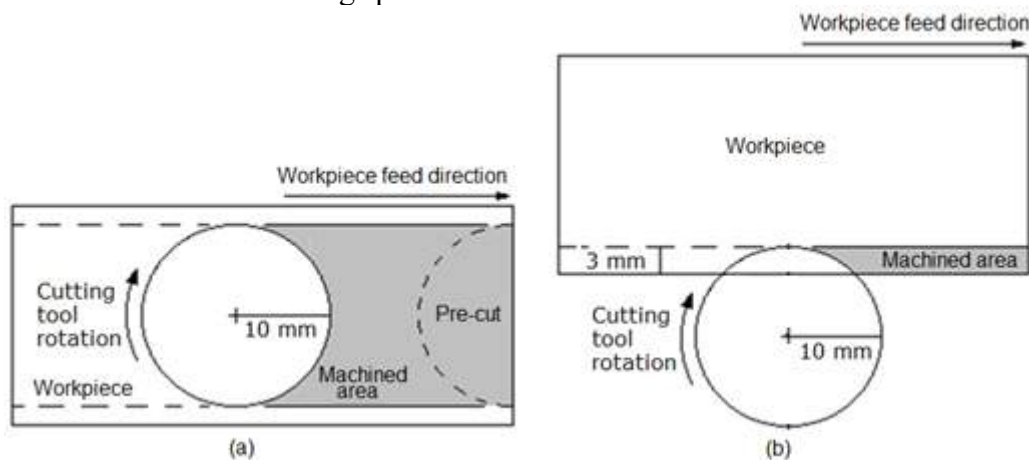 Workpiece feed direction
Cutting
tool
rotation
10 mm
Pre-cut
Machined
area
Workpiece
(a)
Workpiece feed direction
Workpiece
3 mm
Machined area
Cutting
tool
rotation
10 mm
(b)